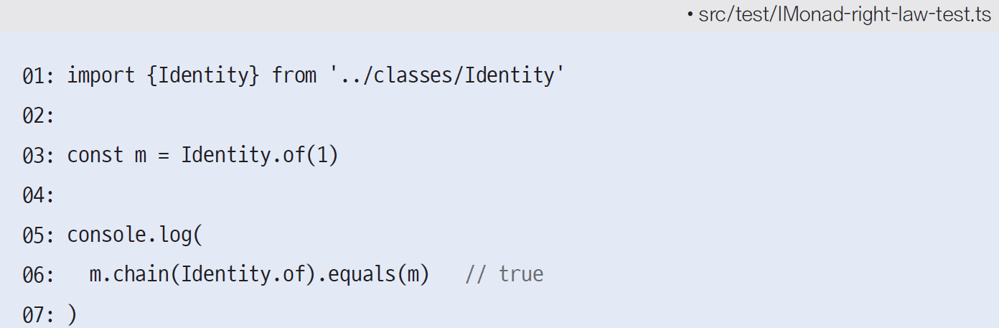 • src/test/IMonad-right-law-test.ts
01: import {Identity} from '../classes/Identity'
02:
03: const m = Identity.of(1)
04:
05: console.log(
06:   m.chain(Identity.of).equals(m)   // true
07: )